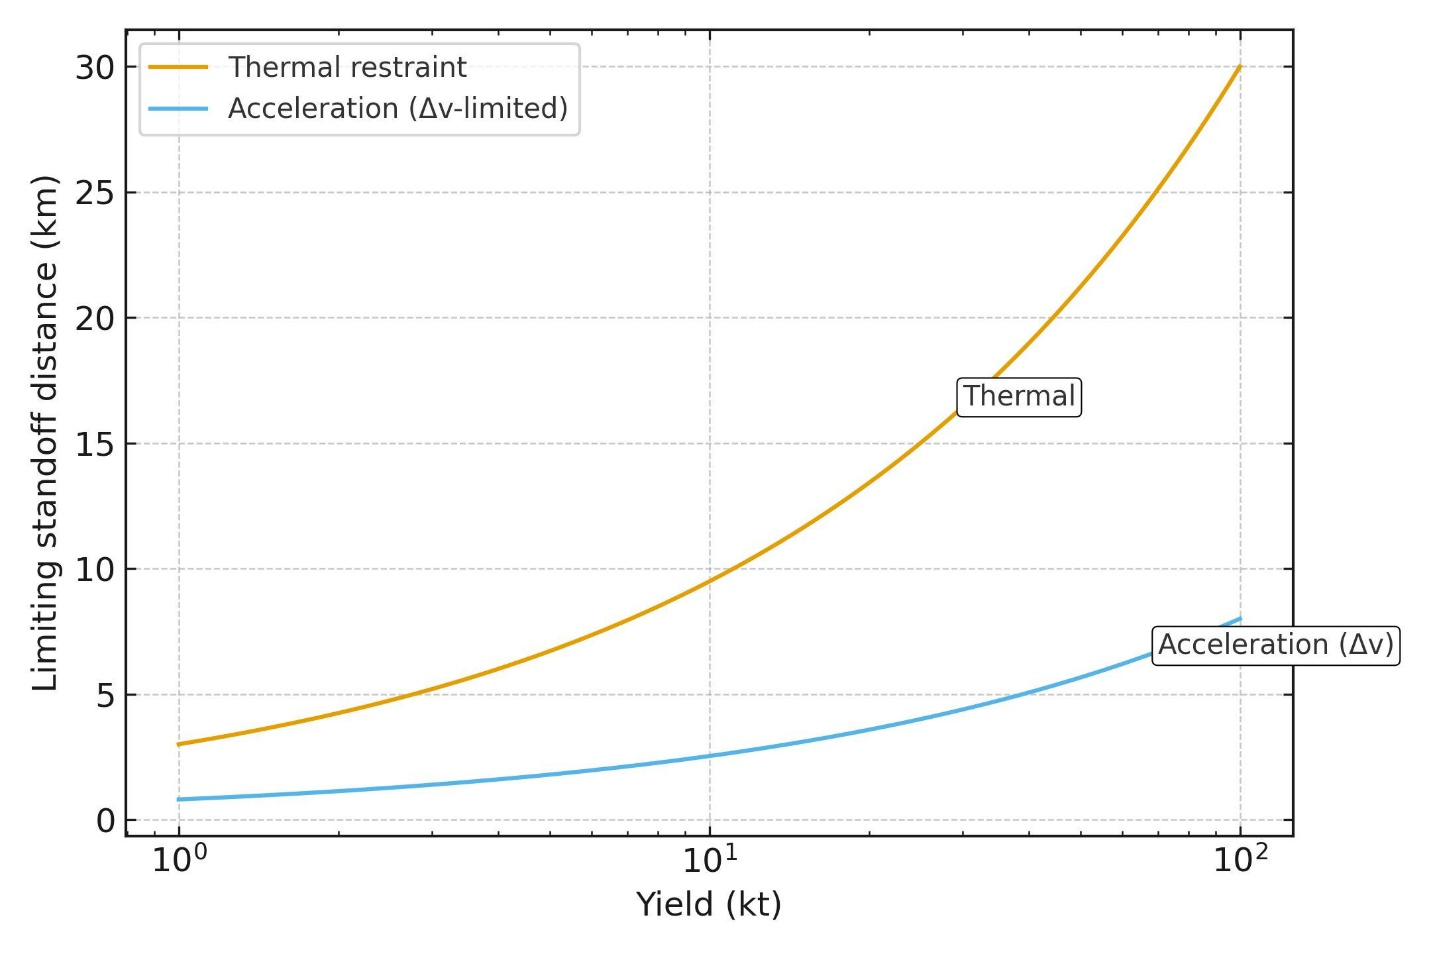 Thermal restraint
Acceleration (Δv-limited)
30
25
20
15
10
5
0
Limiting standoff distance (km)
Thermal
Acceleration (Δv)
10⁰
10¹
10²
Yield (kt)